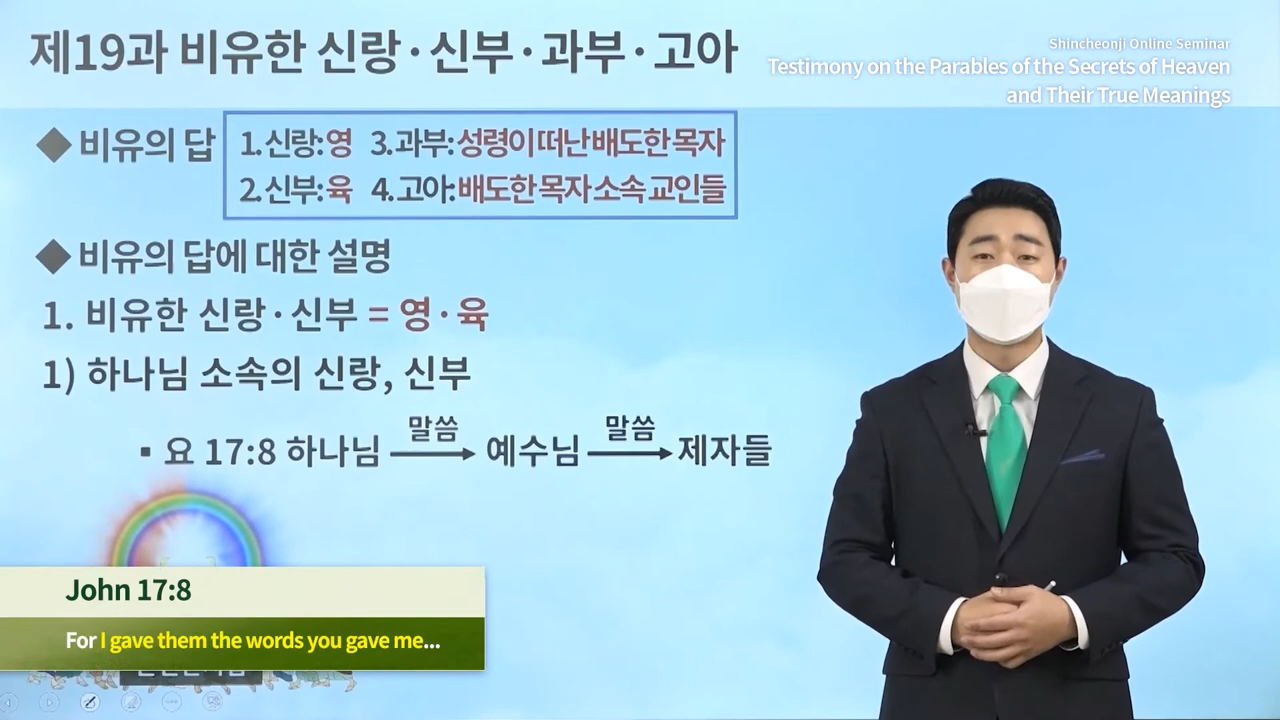 제19과 비유한 신랑·신부·과부·고아
Shincheonji Online Seminar
Testimony on the Parables of the Secrets of Heaven
and Their True Meanings
◆ 비유의 답
1. 신랑: 영 3. 과부: 성령이 떠난 배도한 목자
2. 신부: 육 4. 고아: 배도한 목자 소속 교인들
◆ 비유의 답에 대한 설명
1. 비유한 신랑·신부 = 영·육
1) 하나님 소속의 신랑, 신부
말씀 말씀
▪ 요 17:8 하나님 → 예수님 → 제자들
John 17:8
For I gave them the words you gave me...